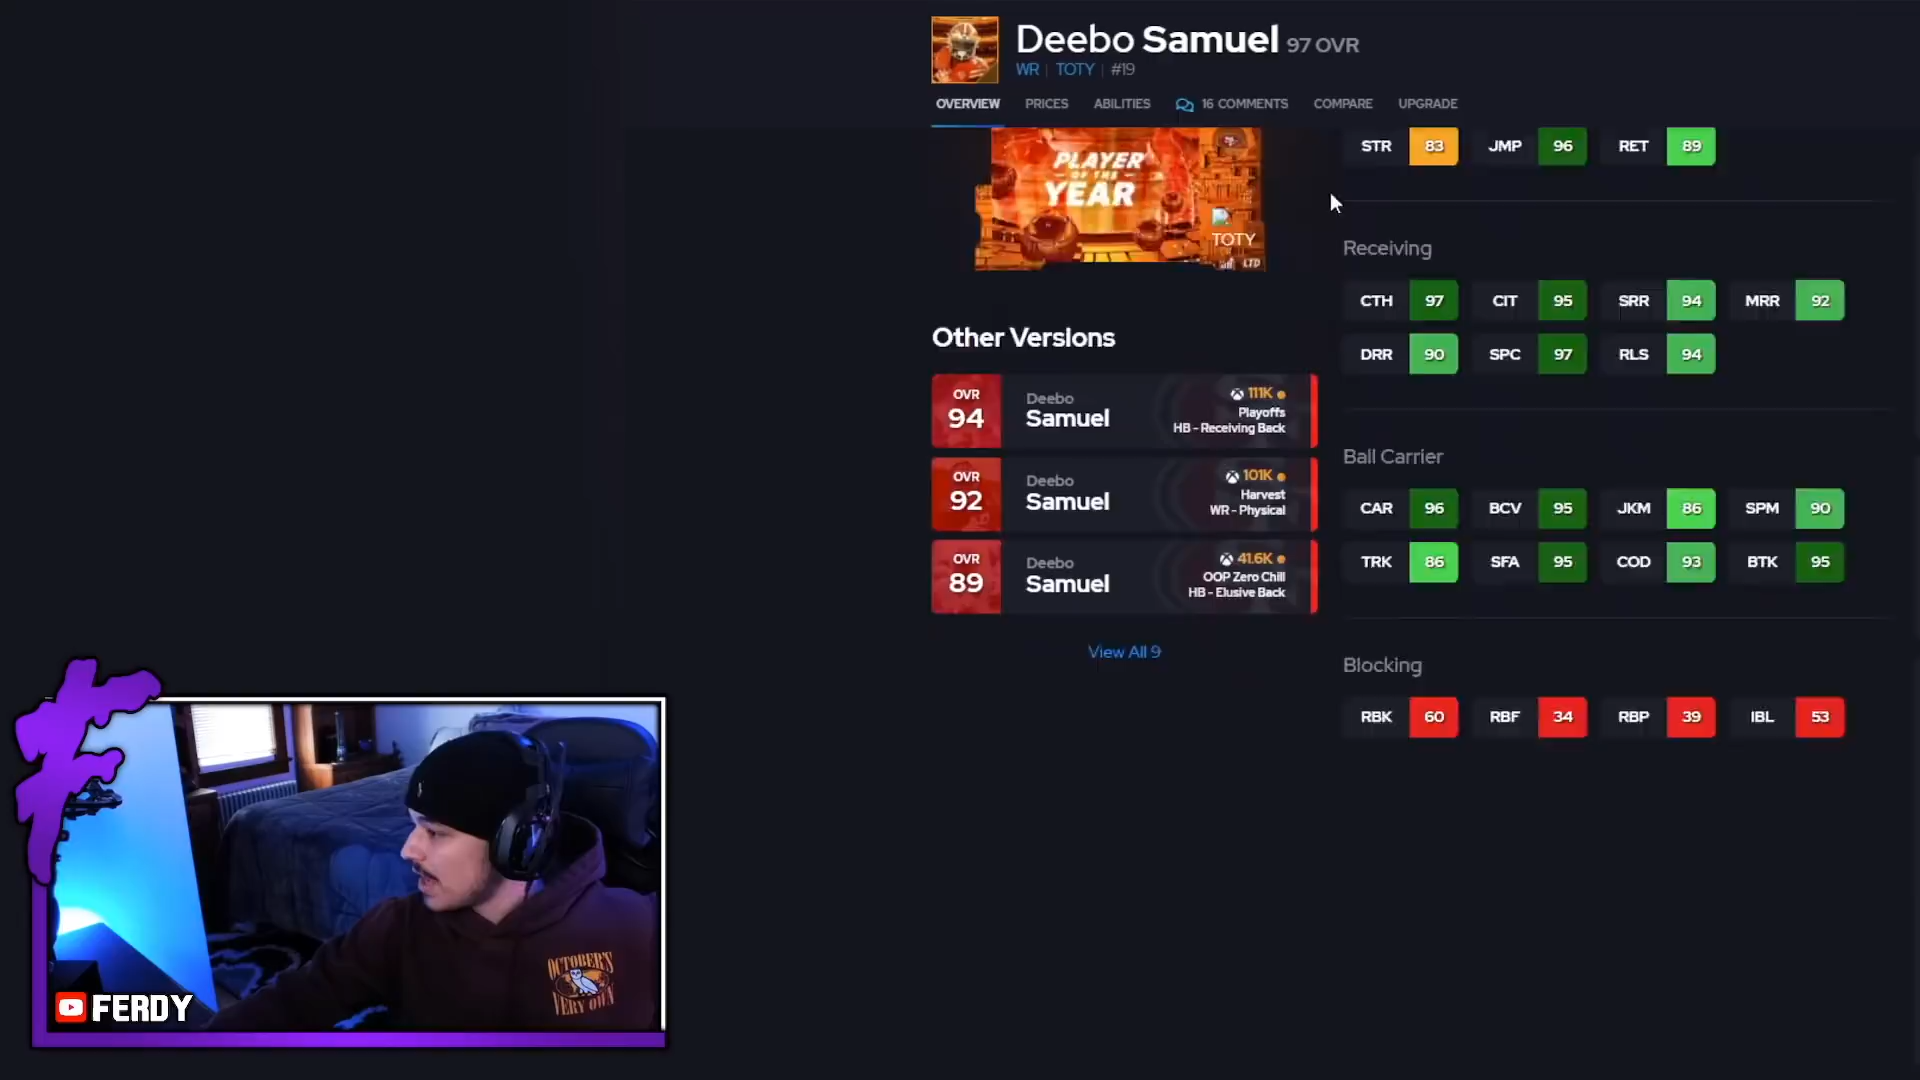 Deebo Samuel 97 OVR
WR | TOTY | #19
OVERVIEW PRICES ABILITIES 16 COMMENTS COMPARE UPGRADE
PLAYER
OF THE
YEAR
TOTY
LTD
STR 83 JMP 96 RET 89
Receiving
CTH 97 CIT 95 SRR 94 MRR 92
DRR 90 SPC 97 RLS 94
Other Versions
OVR
94
Deebo
Samuel
111K
Playoffs
HB - Receiving Back
OVR
92
Deebo
Samuel
101K
Harvest
WR - Physical
OVR
89
Deebo
Samuel
41.6K
OOP Zero Chill
HB - Elusive Back
View All 9
Ball Carrier
CAR 96 BCV 95 JKM 86 SPM 90
TRK 86 SFA 95 COD 93 BTK 95
Blocking
RBK 60 RBF 34 RBP 39 IBL 53
OCTOBER'S
VERY OWN
FERDY